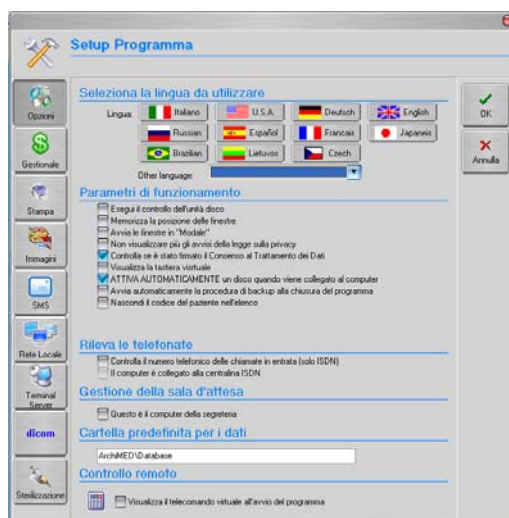 Setup Programma
Opzioni
Gestionale
Stampa
Immagini
SMS
Rete Locale
Terminal Server
dicom
Sterilizzazione
Seleziona la lingua da utilizzare
Lingua: Italiano U.S.A. Deutsch English
Russian Español Francais Japaneis
Brazilian Lietuvos Czech
Other language:
Parametri di funzionamento
Esegui il controllo dell'unità disco
Memorizza la posizione delle finestre
Avvia le finestre in "Modale"
Non visualizzare più gli avvisi della legge sulla privacy
Controlla se è stato firmato il Consenso al Trattamento dei Dati
Visualizza la tastiera virtuale
ATTIVA AUTOMATICAMENTE un disco quando viene collegato al computer
Avvia automaticamente la procedura di backup alla chiusura del programma
Nascondi il codice del paziente nell'elenco
Rileva le telefonate
Controlla il numero telefonico delle chiamate in entrata (solo ISDN)
Il computer è collegato alla centralina ISDN
Gestione della sala d'attesa
Questo è il computer della segreteria
Cartella predefinita per i dati
ArchiMED\Database
Controllo remoto
Visualizza il telecomando virtuale all'avvio del programma
OK
Annulla